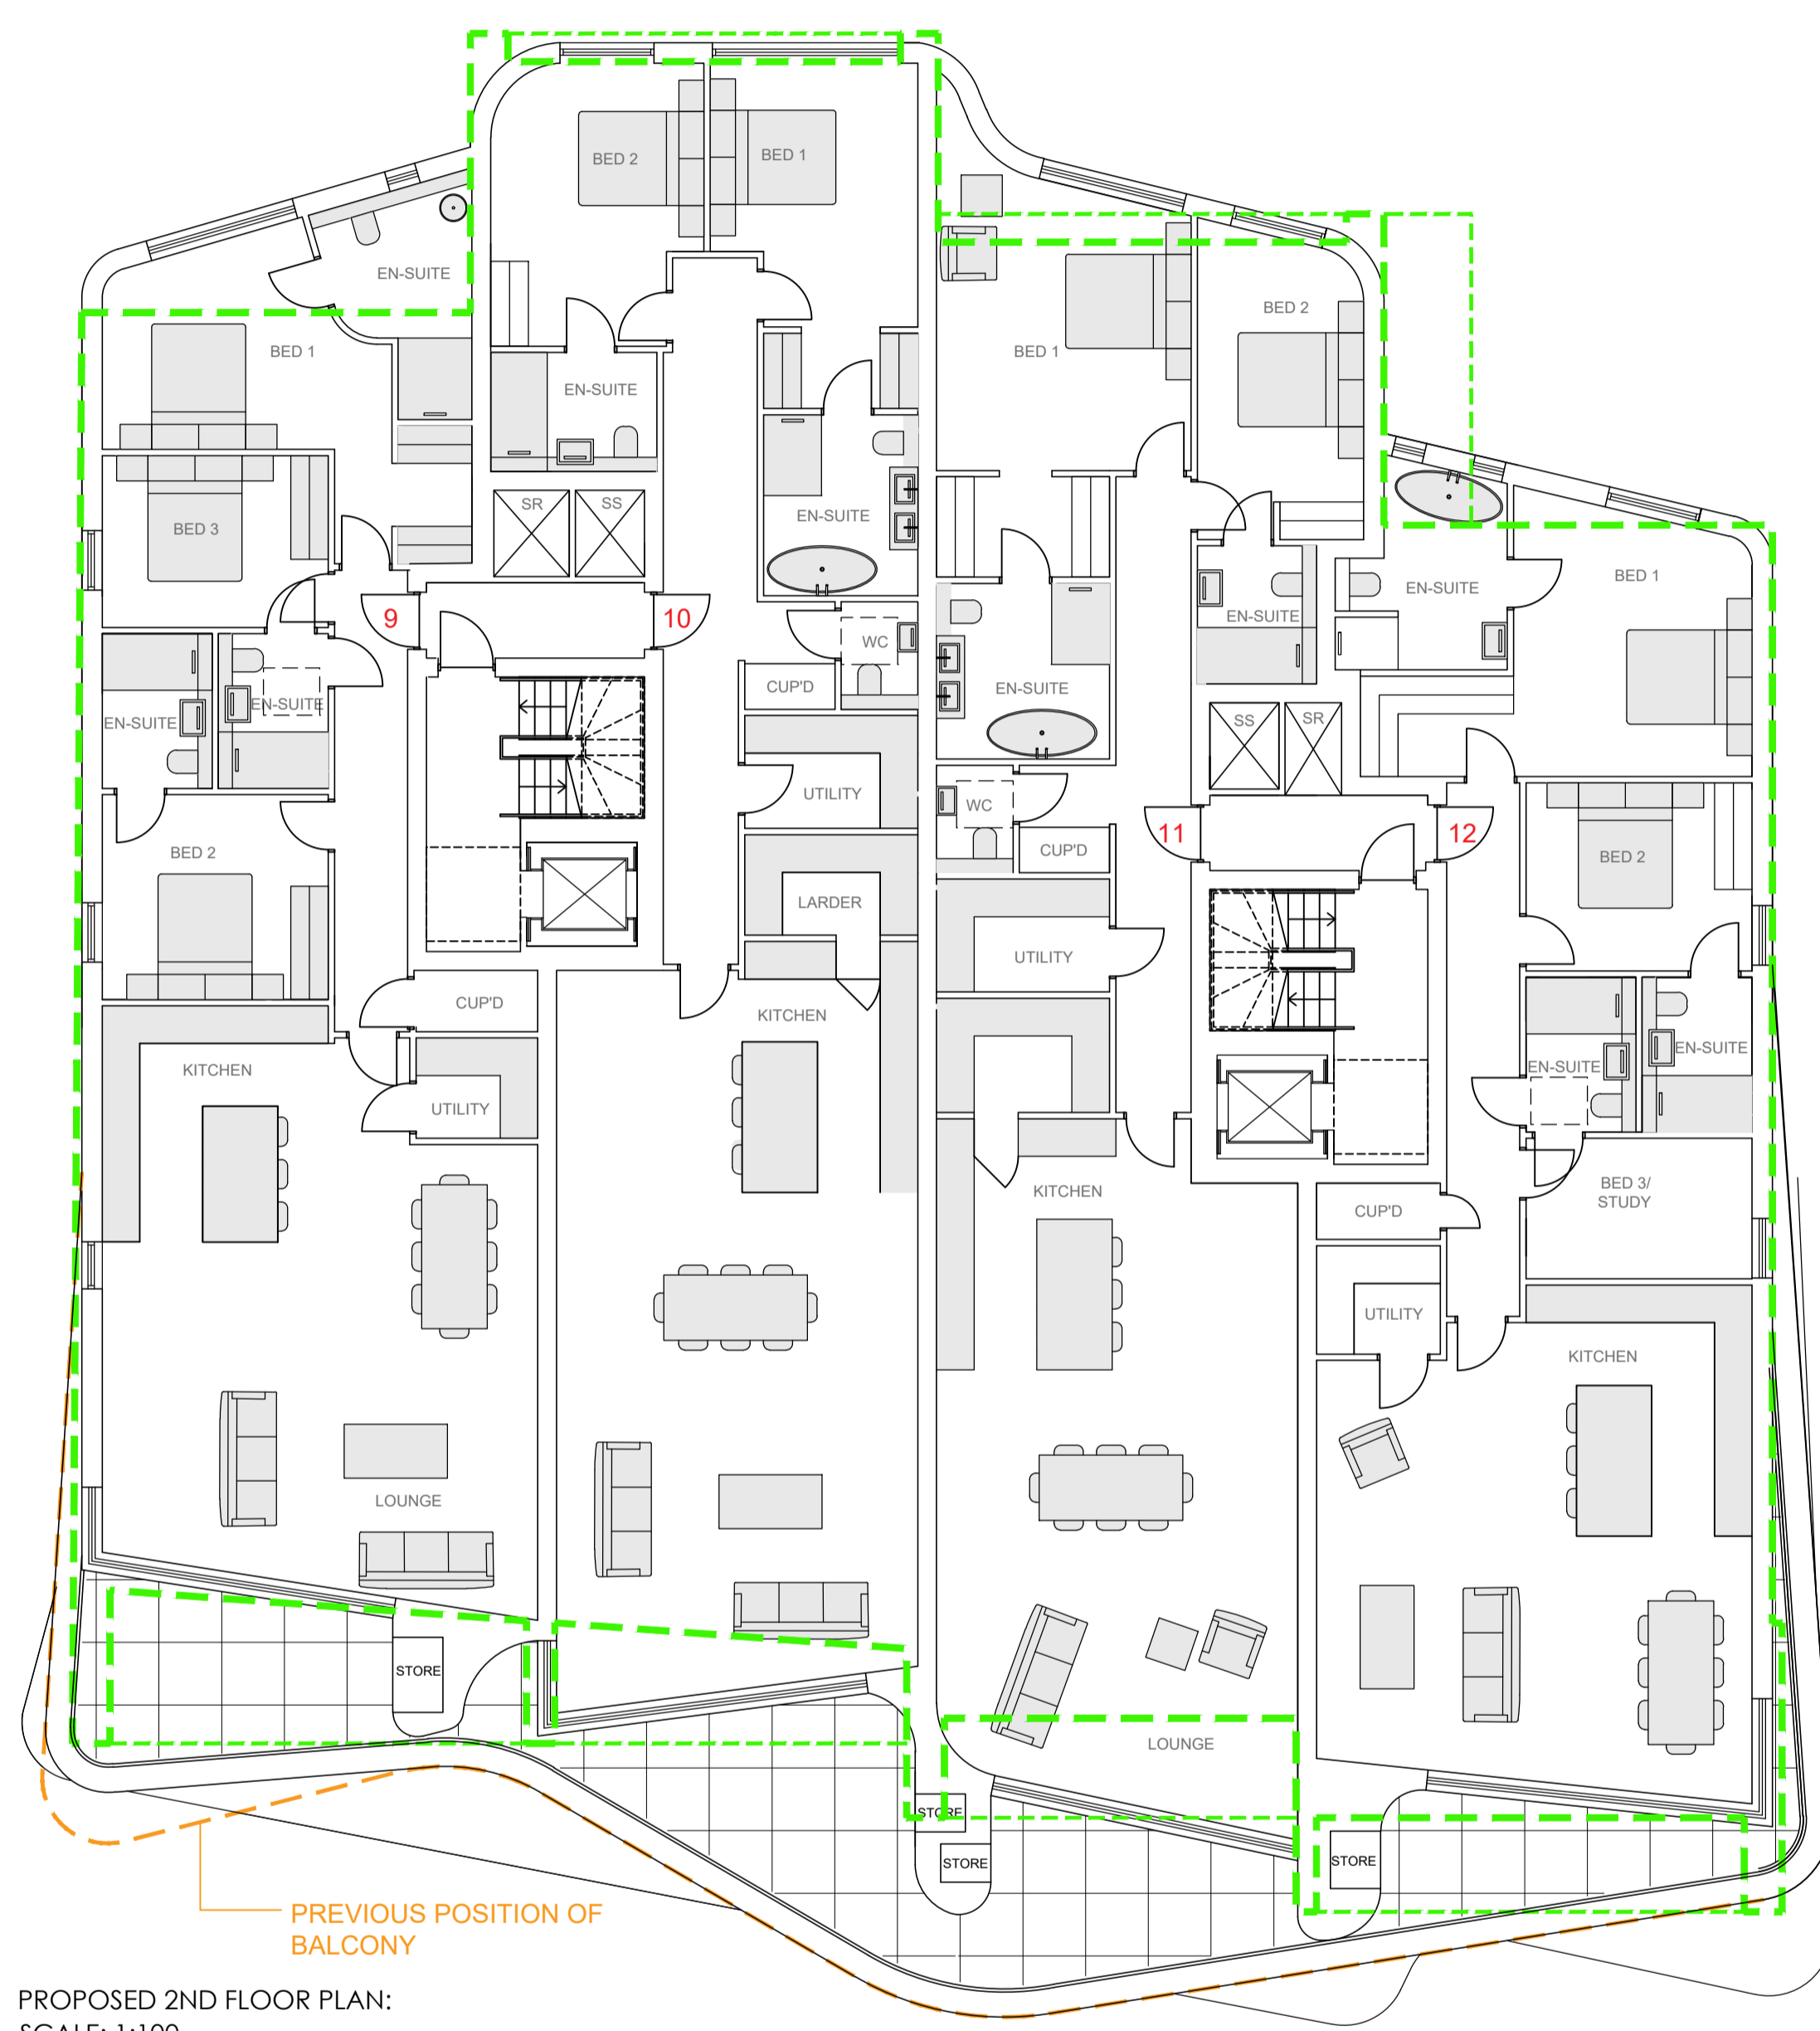 BED 2
BED 1
EN-SUITE
BED 1
EN-SUITE
BED 3
SR
SS
EN-SUITE
9
10
WC
CUP'D
EN-SUITE
EN-SUITE
UTILITY
BED 2
LARDER
CUP'D
KITCHEN
KITCHEN
UTILITY
LOUNGE
STORE
BED 1
BED 2
EN-SUITE
EN-SUITE
BED 1
EN-SUITE
SS
SR
WC
CUP'D
11
12
BED 2
UTILITY
EN-SUITE
EN-SUITE
KITCHEN
CUP'D
BED 3/
STUDY
UTILITY
KITCHEN
LOUNGE
STORE
STORE
STORE
PREVIOUS POSITION OF
BALCONY
PROPOSED 2ND FLOOR PLAN:
SCALE: 1:100